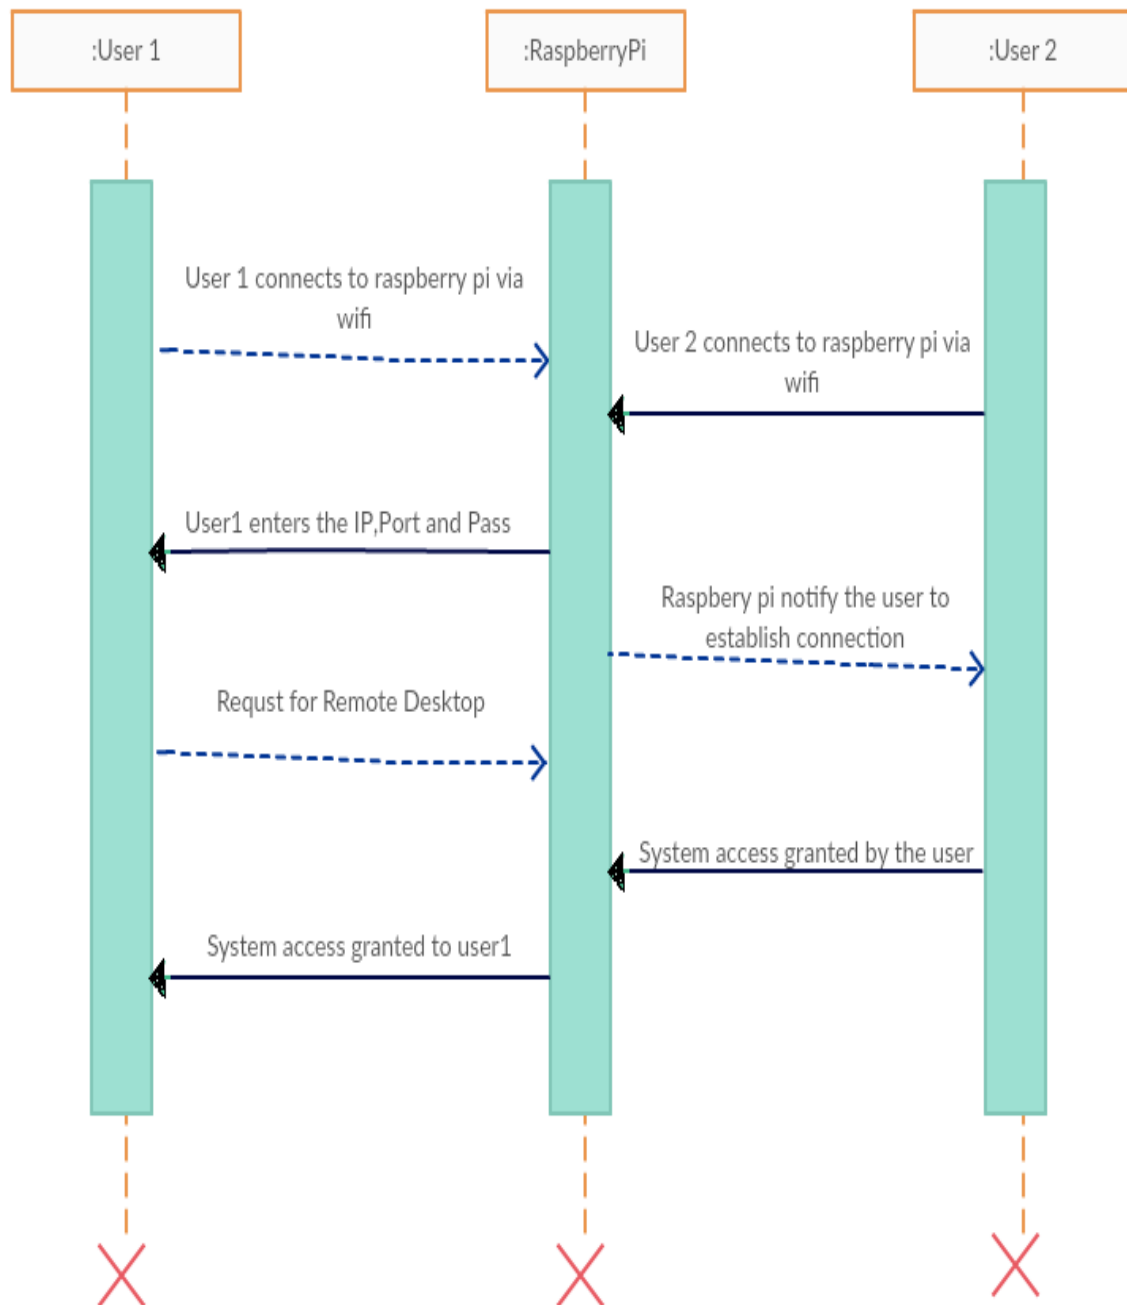 :User 1
:RaspberryPi
:User 2
User 1 connects to raspberry pi via
wifi
User 2 connects to raspberry pi via
wifi
User1 enters the IP,Port and Pass
Raspbery pi notify the user to
establish connection
Requst for Remote Desktop
System access granted by the user
System access granted to user1